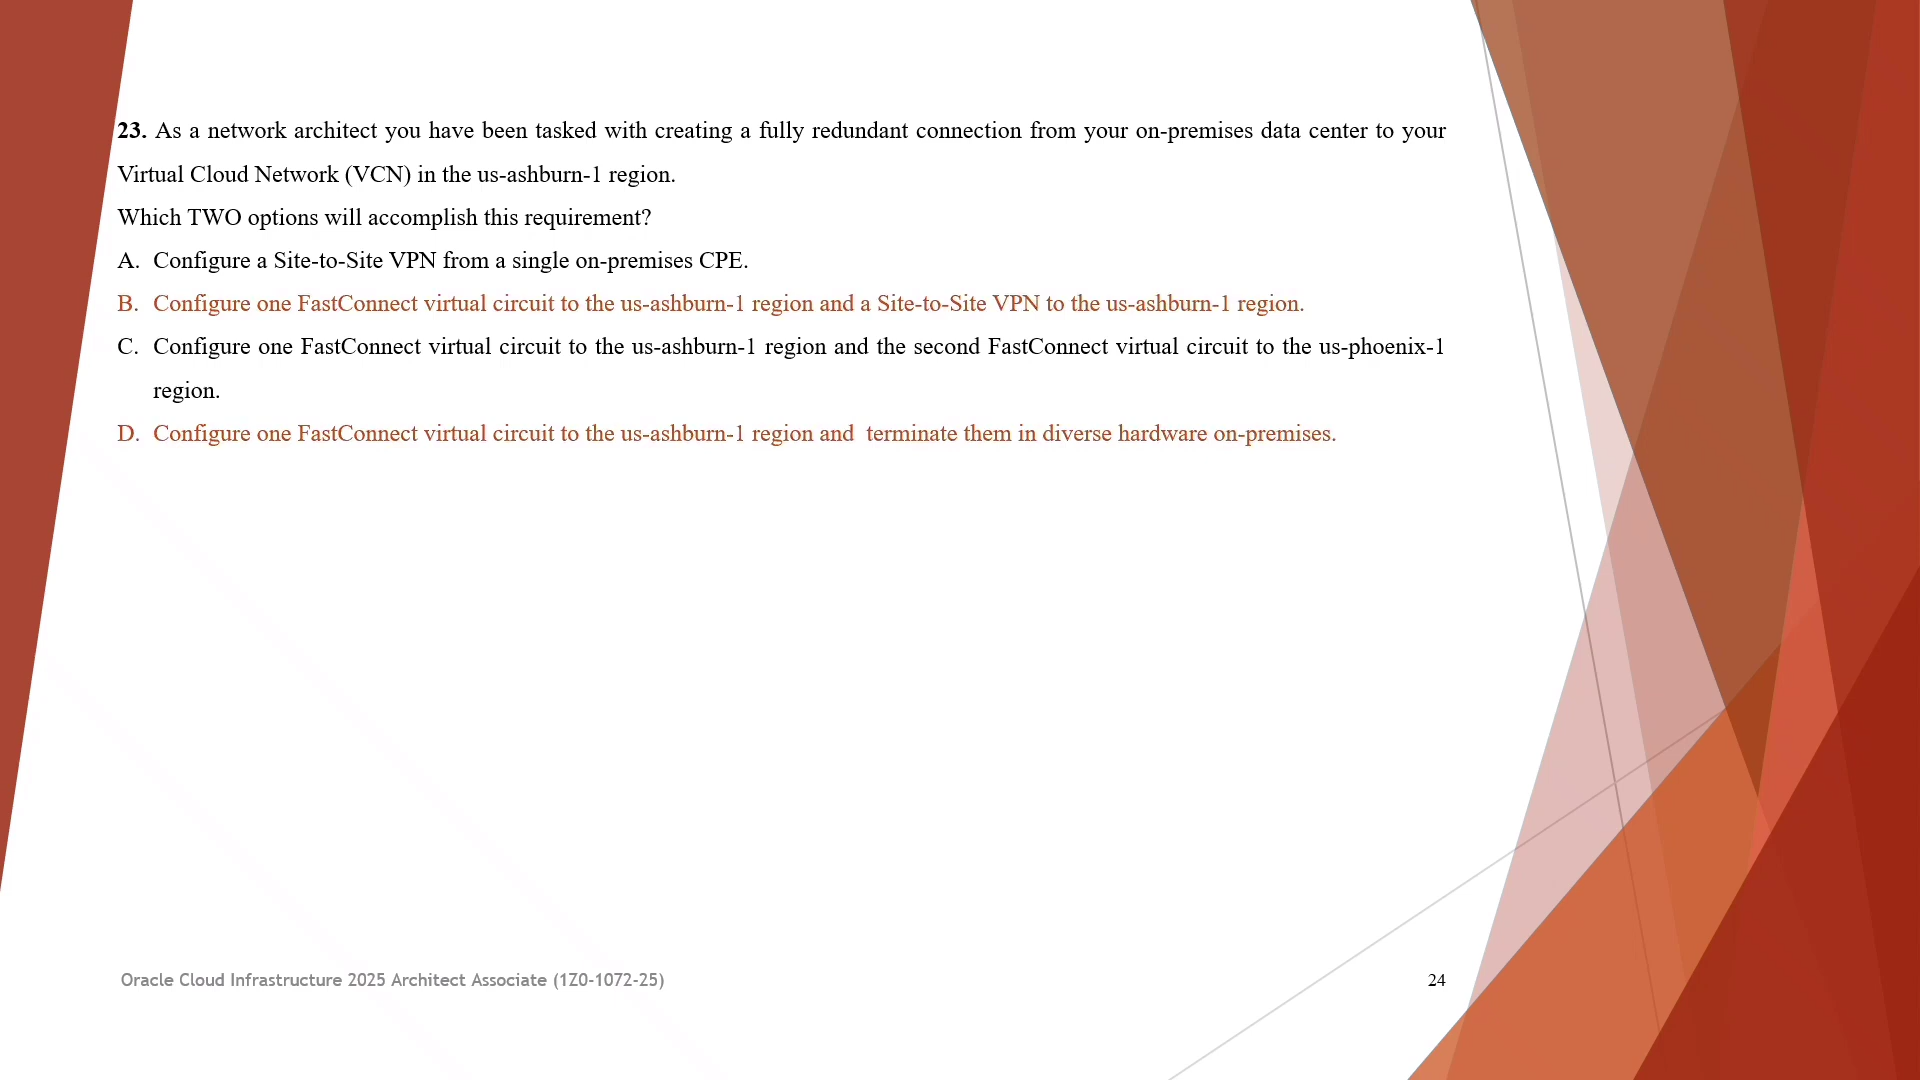 23. As a network architect you have been tasked with creating a fully redundant connection from your on-premises data center to your
Virtual Cloud Network (VCN) in the us-ashburn-1 region.
Which TWO options will accomplish this requirement?
A. Configure a Site-to-Site VPN from a single on-premises CPE.
B. Configure one FastConnect virtual circuit to the us-ashburn-1 region and a Site-to-Site VPN to the us-ashburn-1 region.
C. Configure one FastConnect virtual circuit to the us-ashburn-1 region and the second FastConnect virtual circuit to the us-phoenix-1
region.
D. Configure one FastConnect virtual circuit to the us-ashburn-1 region and  terminate them in diverse hardware on-premises.
Oracle Cloud Infrastructure 2025 Architect Associate (1Z0-1072-25)
24